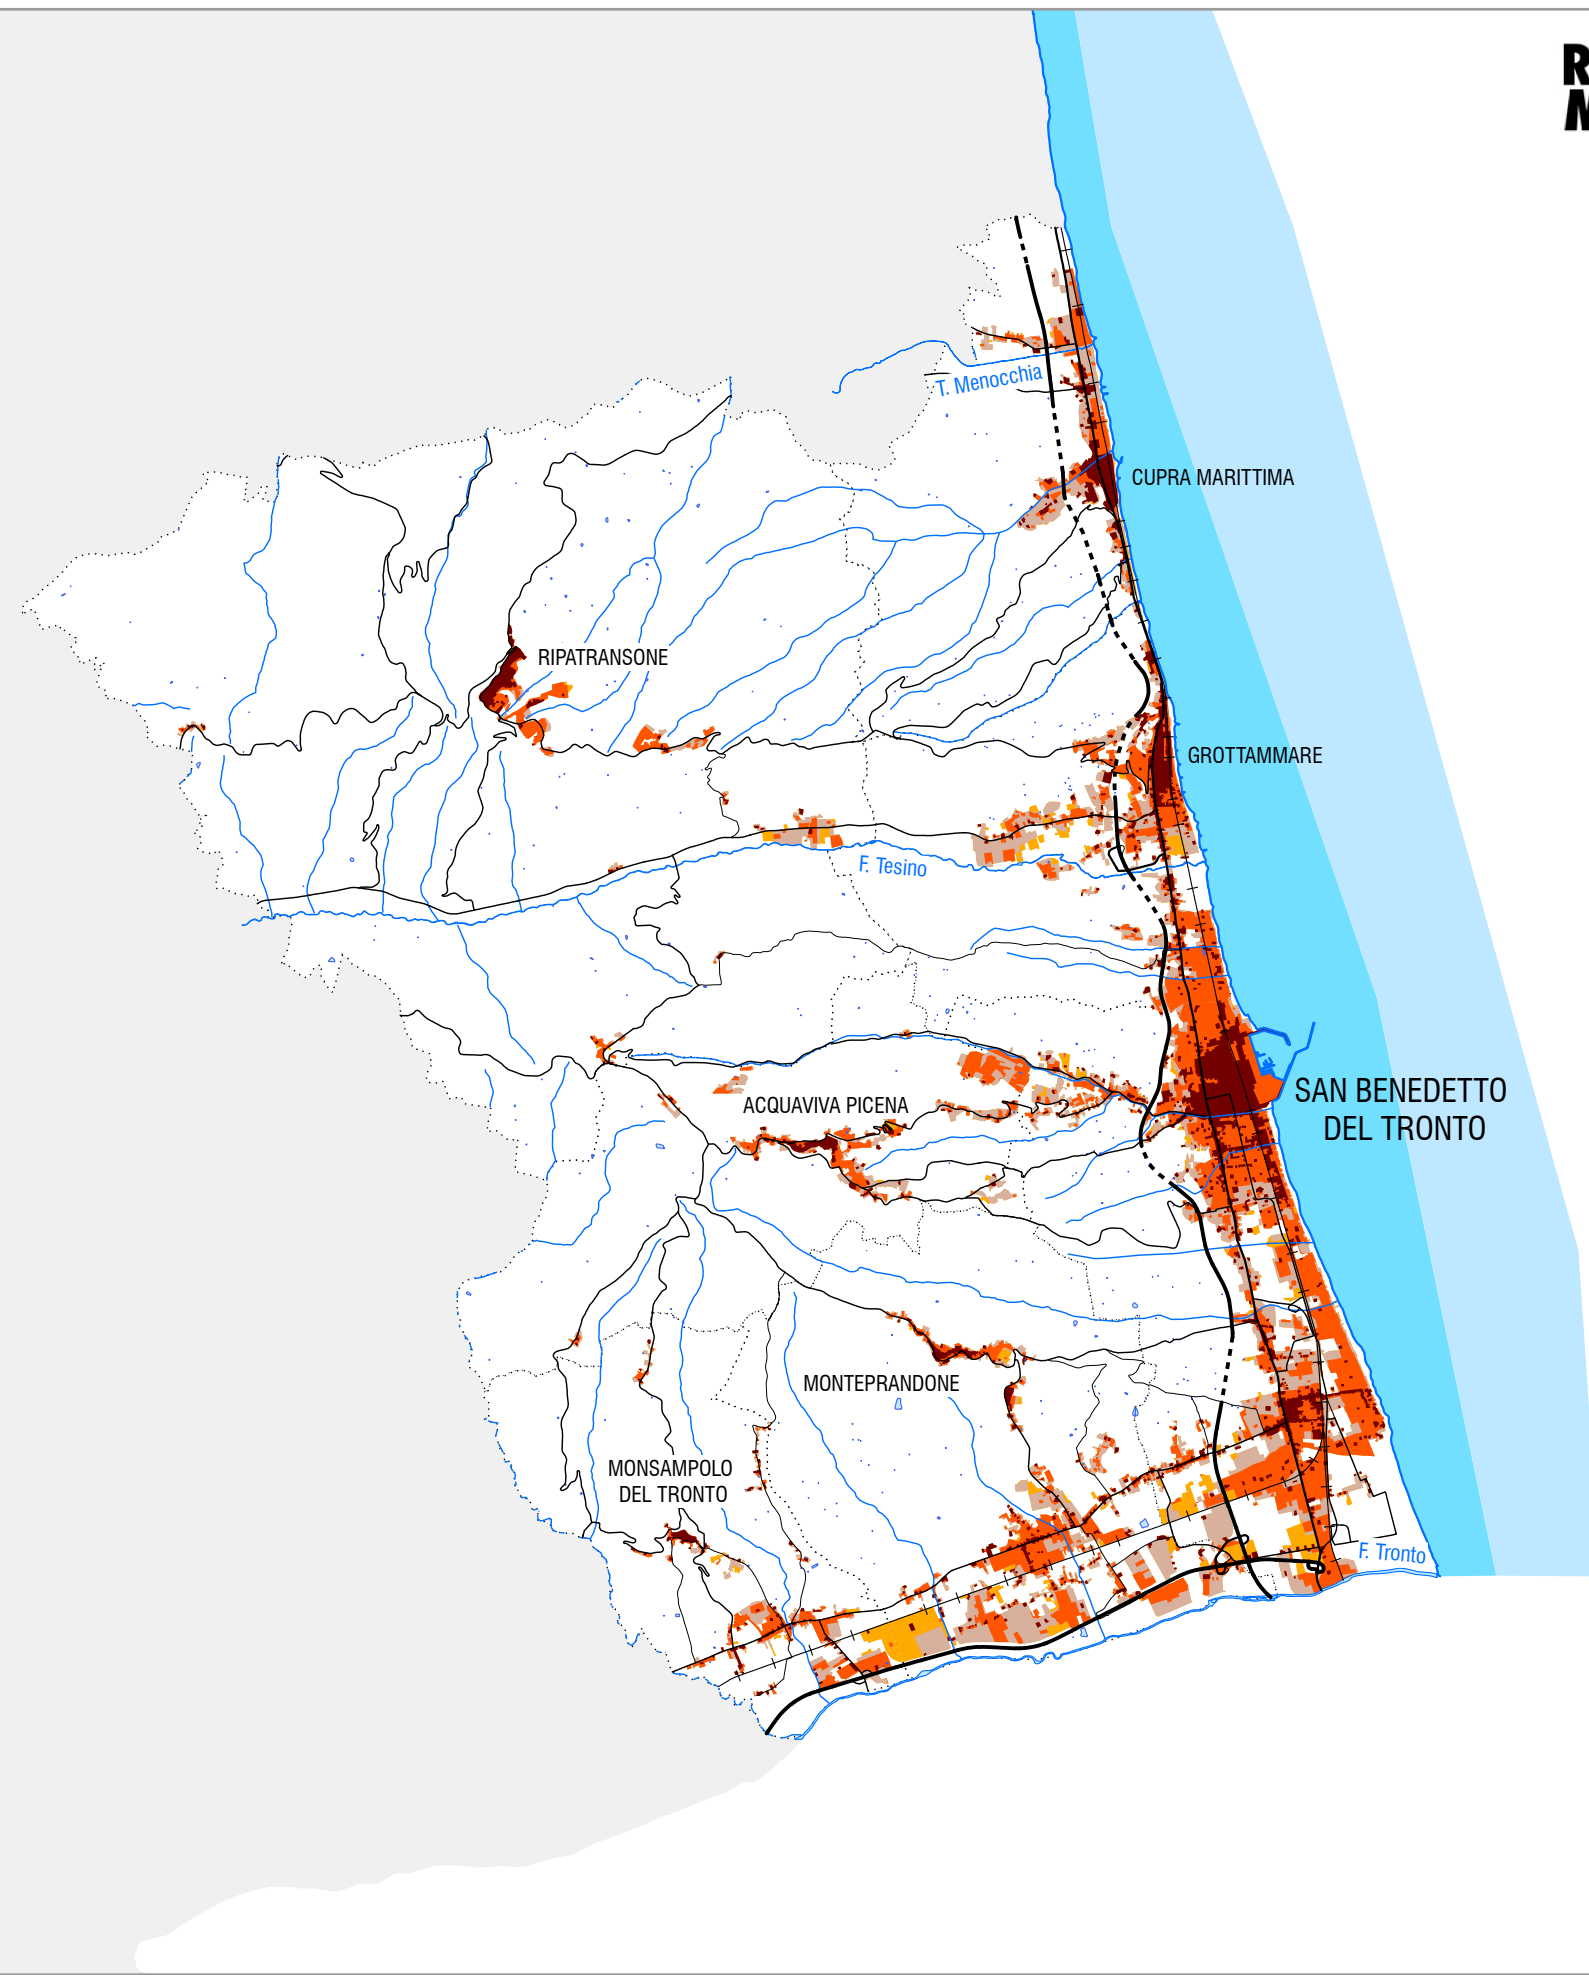 R
M
T. Menocchia
CUPRA MARITTIMA
RIPATRANSONE
GROTTAMMARE
F. Tesino
SAN BENEDETTO
DEL TRONTO
ACQUAVIVA PICENA
MONTEPRANDONE
MONSAMPOLO
DEL TRONTO
F. Tronto